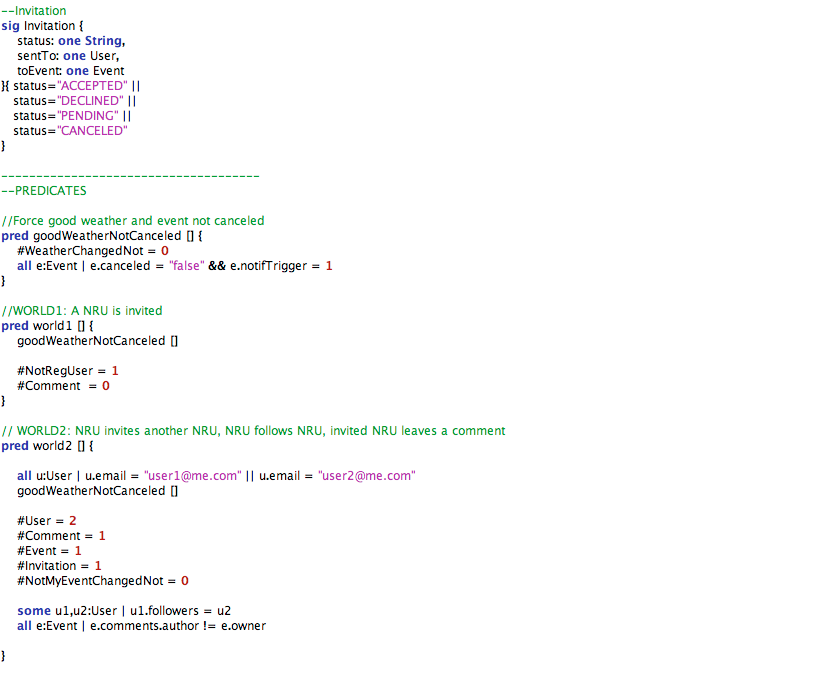 --Invitation
sig Invitation {
status: one String,
sentTo: one User,
toEvent: one Event
}{ status="ACCEPTED" ||
status="DECLINED" ||
status="PENDING" ||
status="CANCELED"
}
--------------------------------------
--PREDICATES
//Force good weather and event not canceled
pred goodWeatherNotCanceled [] {
#WeatherChangedNot = 0
all e:Event | e.canceled = "false" && e.notifTrigger = 1
}
//WORLD1: A NRU is invited
pred world1 [] {
goodWeatherNotCanceled []
#NotRegUser = 1
#Comment  = 0
}
// WORLD2: NRU invites another NRU, NRU follows NRU, invited NRU leaves a comment
pred world2 [] {
all u:User | u.email = "user1@me.com" || u.email = "user2@me.com"
goodWeatherNotCanceled []
#User = 2
#Comment = 1
#Event = 1
#Invitation = 1
#NotMyEventChangedNot = 0
some u1,u2:User | u1.followers = u2
all e:Event | e.comments.author != e.owner
}